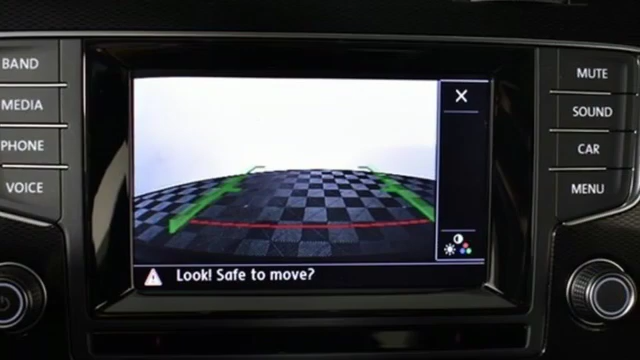 BAND
MEDIA
PHONE
VOICE
MUTE
SOUND
CAR
MENU
Look! Safe to move?